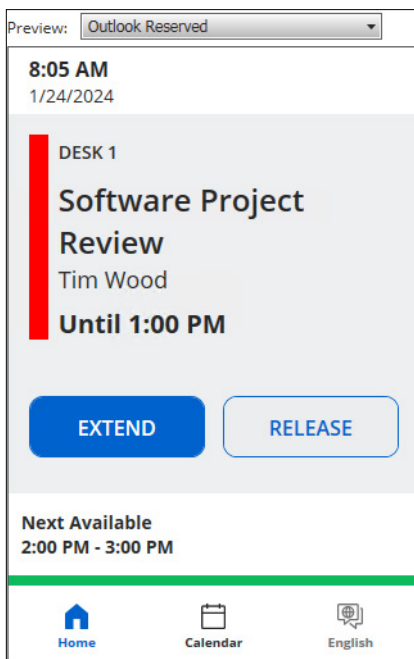 Preview: Outlook Reserved
8:05 AM
1/24/2024
DESK 1
Software Project
Review
Tim Wood
Until 1:00 PM
EXTEND RELEASE
Next Available
2:00 PM - 3:00 PM
Home Calendar English